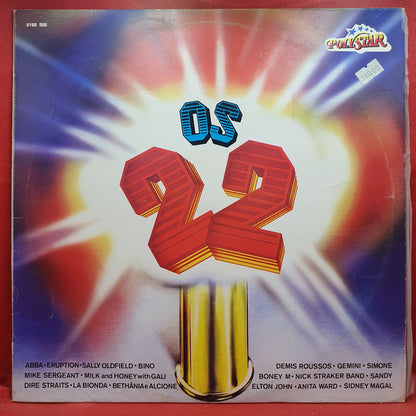 9198 586
POLYSTAR
OS
22
ABBA • ERUPTION • SALLY OLDFIELD • BINO
MIKE SERGEANT • MILK and HONEY with GALI
DIRE STRAITS • LA BIONDA • BETHÂNIA e ALCIONE
DEMIS ROUSSOS • GEMINI • SIMONE
BONEY M • NICK STRAKER BAND • SANDY
ELTON JOHN • ANITA WARD • SIDNEY MAGAL